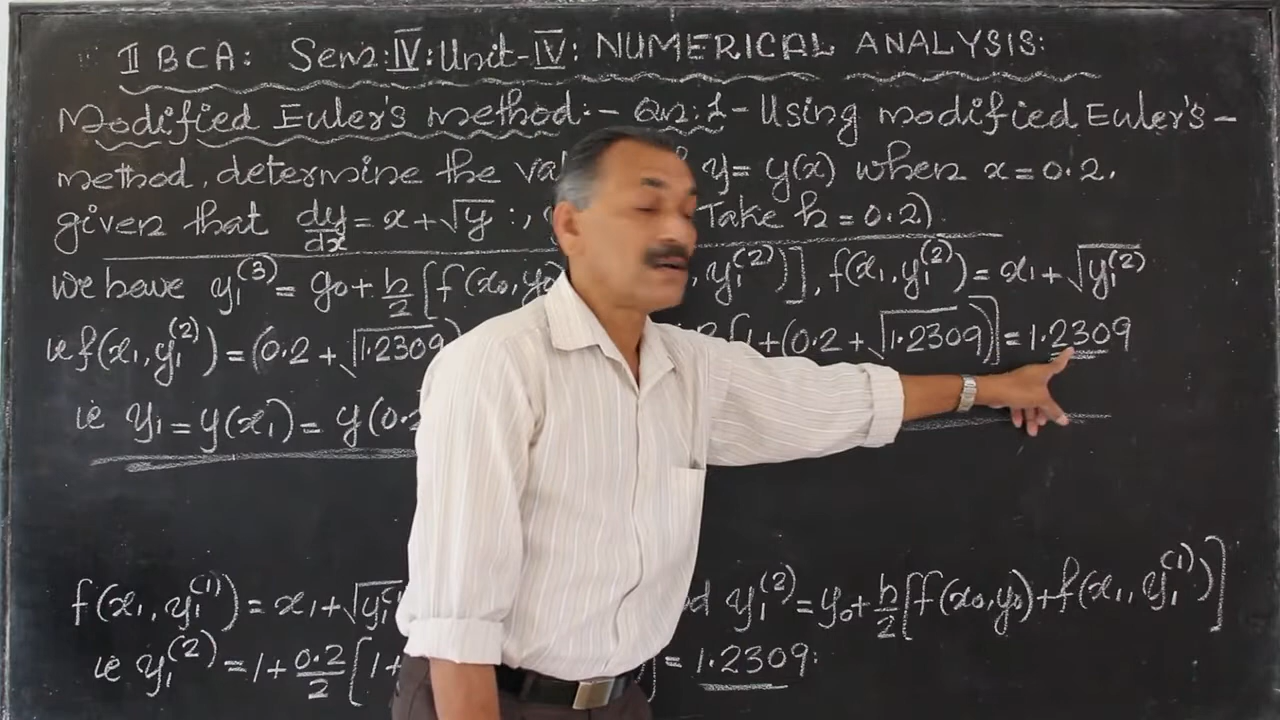 II BCA: Sem:IV:Unit-IV: NUMERICAL ANALYSIS:
Modified Euler's method:- Qn:1- Using modified Euler's-
method, determine the y= y(x) when x=0.2,
given that dy/dx = x+√y :, Take h=0.2).
we have y₁⁽³⁾= y₀+h/2[f(x₀,y₀ ,y₁⁽²⁾)], f(x₁,y₁⁽²⁾)= x₁+√y₁⁽²⁾
ie f(x₁,y₁⁽²⁾)=(0.2+√1.2309) [1+(0.2+√1.2309)]=1.2309
ie y₁=y(x₁)= y(0.2
f(x₁,y₁⁽¹⁾)=x₁+√y₁⁽ y₁⁽²⁾=y₀+h/2[f(x₀,y₀)+f(x₁,y₁⁽¹⁾)]
ie y₁⁽²⁾=1+0.2/2[1+ ]=1.2309: